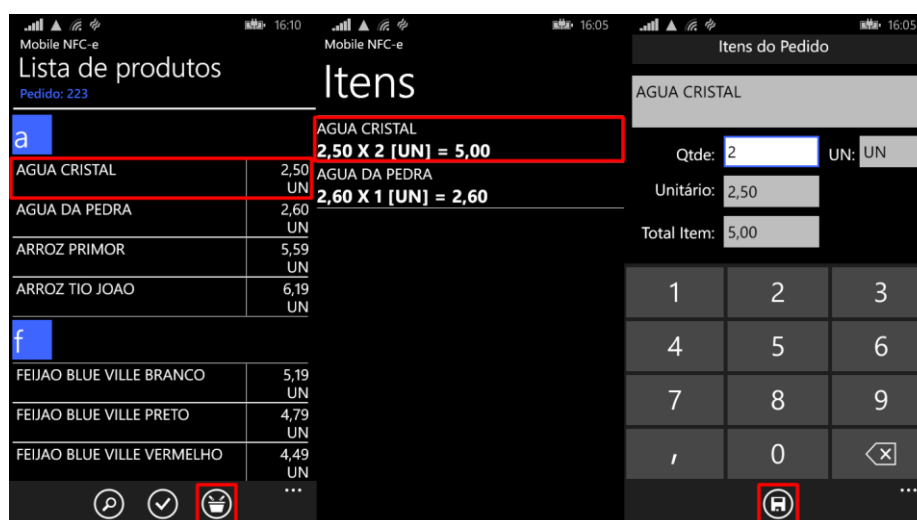 16:10
Mobile NFC-e
Lista de produtos
Pedido: 223
a
AGUA CRISTAL 2,50
UN
AGUA DA PEDRA 2,60
UN
ARROZ PRIMOR 5,59
UN
ARROZ TIO JOAO 6,19
UN
f
FEIJAO BLUE VILLE BRANCO 5,19
UN
FEIJAO BLUE VILLE PRETO 4,79
UN
FEIJAO BLUE VILLE VERMELHO 4,49
UN
...
16:05
Mobile NFC-e
Itens
AGUA CRISTAL
2,50 X 2 [UN] = 5,00
AGUA DA PEDRA
2,60 X 1 [UN] = 2,60
16:05
Itens do Pedido
AGUA CRISTAL
Qtde: 2 UN: UN
Unitário: 2,50
Total Item: 5,00
1 2 3
4 5 6
7 8 9
, 0
...